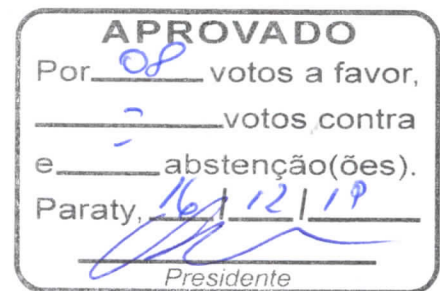 APROVADO
Por 08 votos a favor,
- votos contra
e - abstenção(ões).
Paraty, 16 / 12 / 19
Presidente